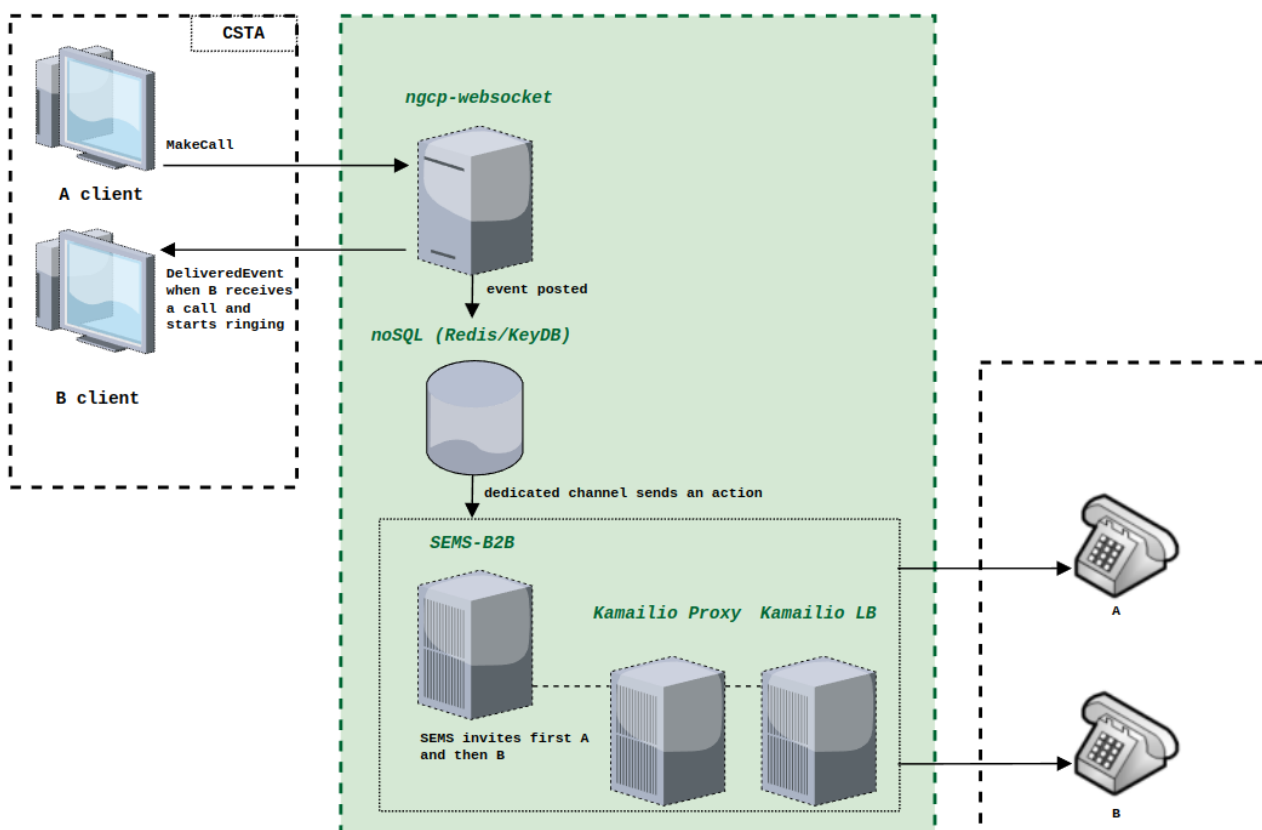 CSTA
MakeCall
A client
DeliveredEvent
when B receives
a call and
starts ringing
B client
ngcp-websocket
event posted
noSQL (Redis/KeyDB)
dedicated channel sends an action
SEMS-B2B
Kamailio Proxy
Kamailio LB
SEMS invites first A
and then B
A
B